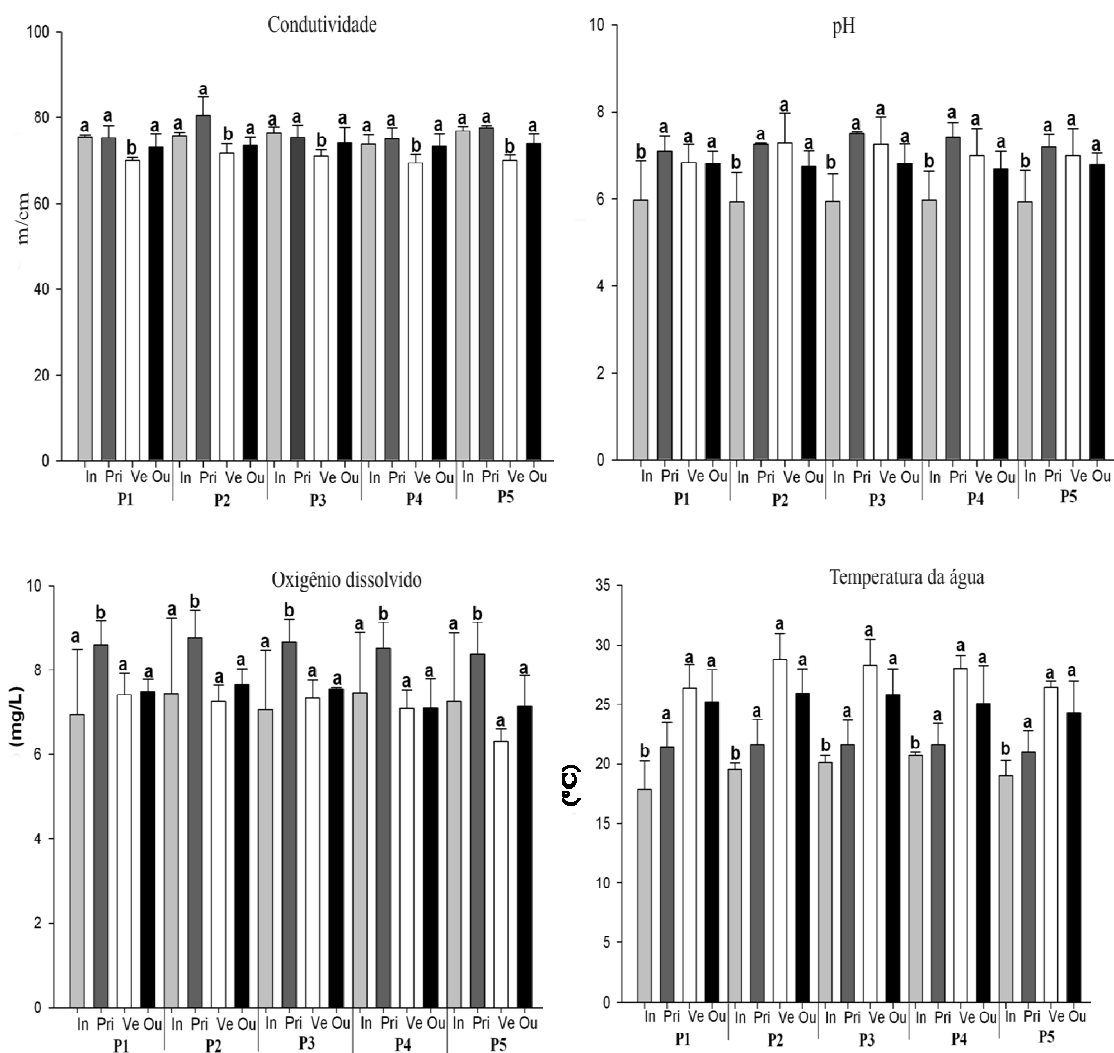 Condutividade
100
80
60
40
20
0
m/cm
a a b a a a b a a a b a a a b a a a b a
In Pri Ve Ou In Pri Ve Ou In Pri Ve Ou In Pri Ve Ou In Pri Ve Ou
P1 P2 P3 P4 P5
pH
10
8
6
4
2
0
b a a a b a a a b a a a b a a a b a a a
In Pri Ve Ou In Pri Ve Ou In Pri Ve Ou In Pri Ve Ou In Pri Ve Ou
P1 P2 P3 P4 P5
Oxigênio dissolvido
10
8
6
4
2
0
(mg/L)
a b a a a b a a a b a a a b a a a b a a
In Pri Ve Ou In Pri Ve Ou In Pri Ve Ou In Pri Ve Ou In Pri Ve Ou
P1 P2 P3 P4 P5
Temperatura da água
35
30
25
20
15
10
5
0
(ºC)
b a a a b a a a b a a a b a a a b a a a
In Pri Ve Ou In Pri Ve Ou In Pri Ve Ou In Pri Ve Ou In Pri Ve Ou
P1 P2 P3 P4 P5